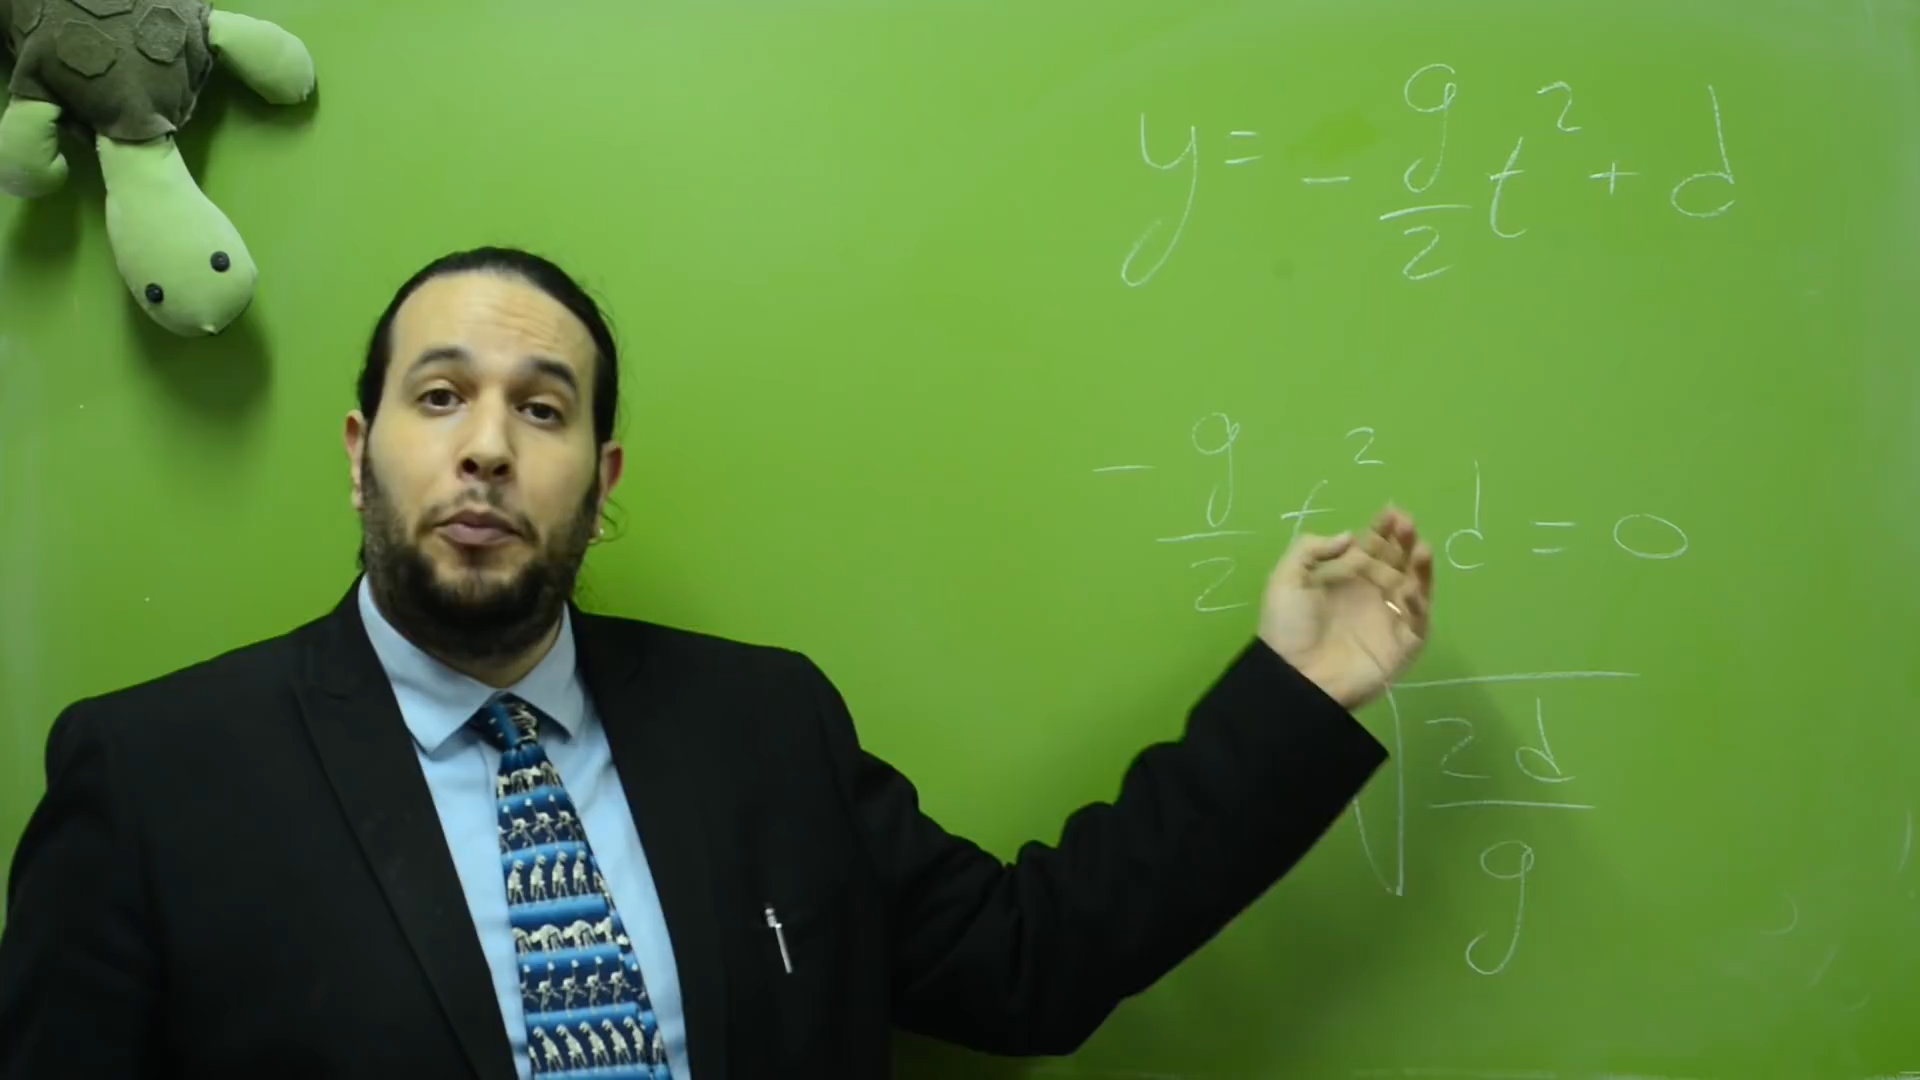 y = - g/2 t² + d
- g/2 t² d = 0
√(2d/g)